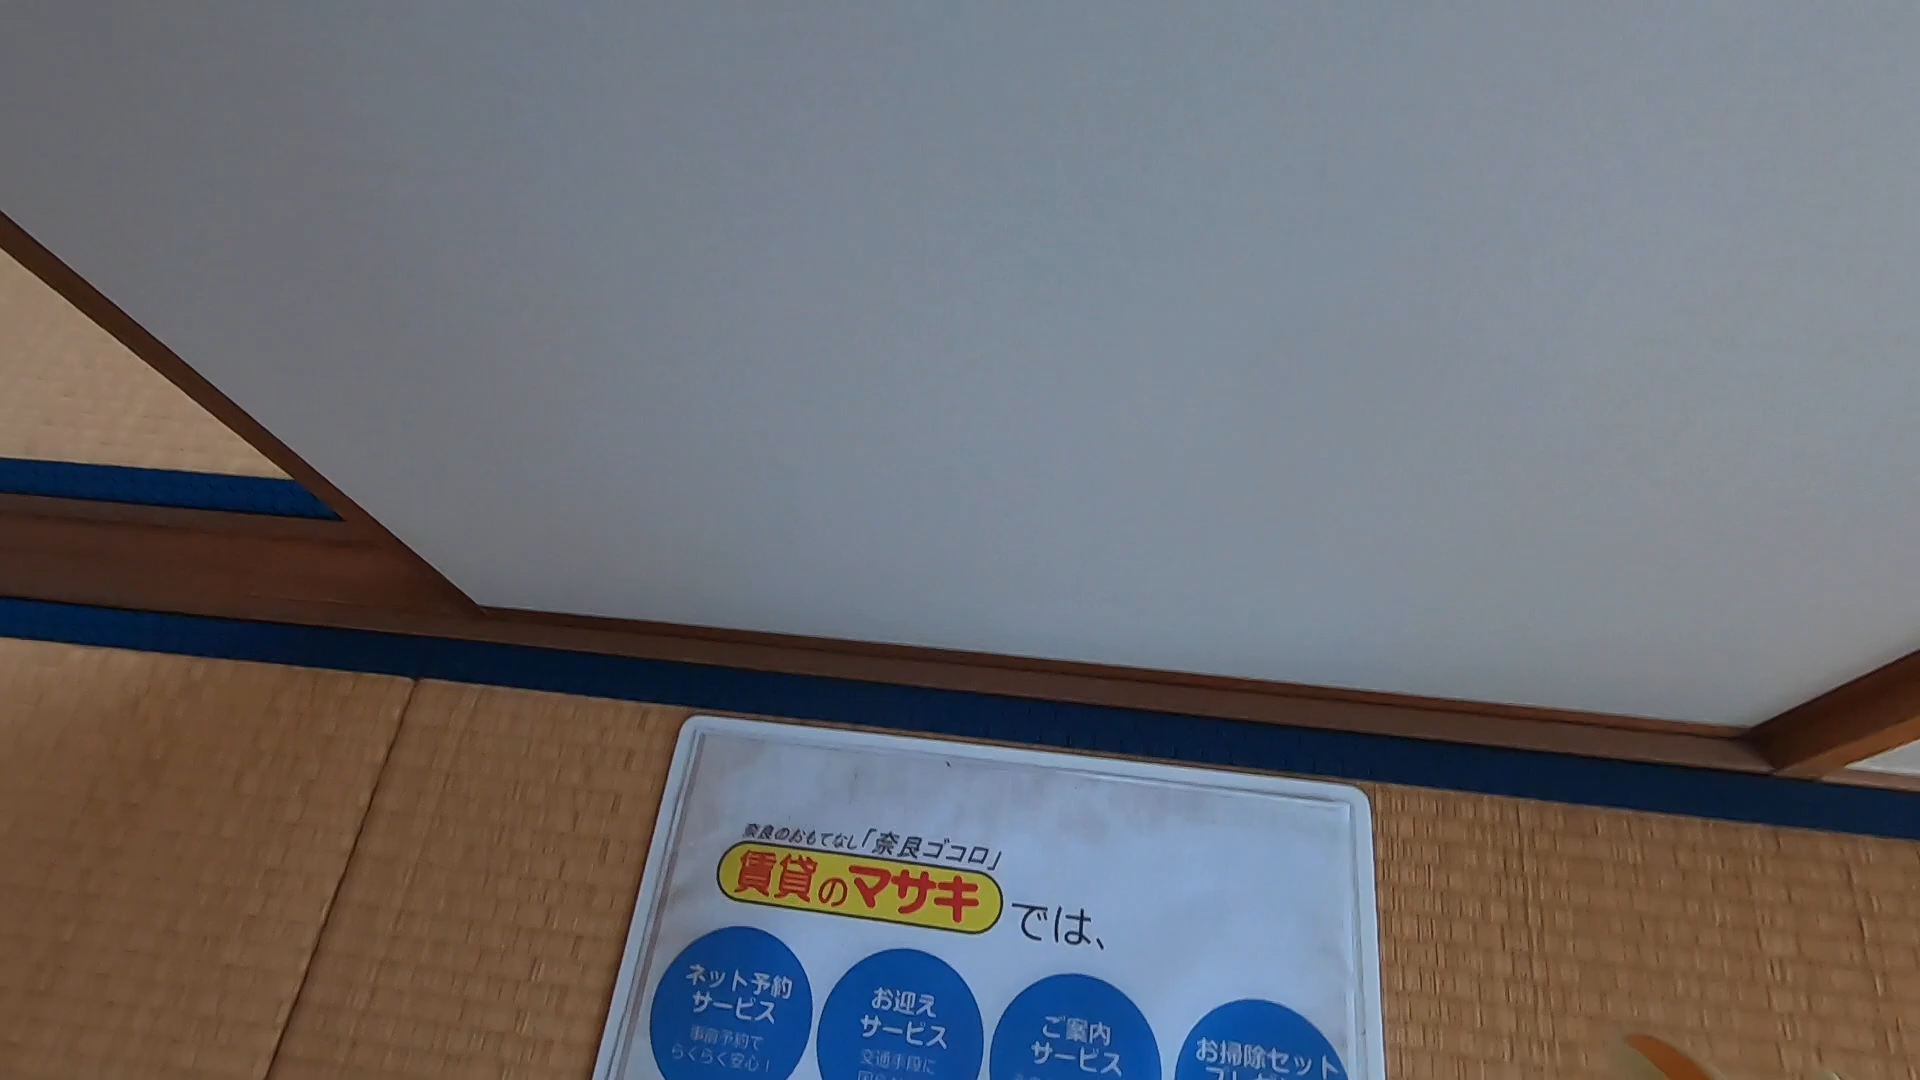 奈良のおもてなし「奈良ゴコロ」
賃貸のマサキでは、
ネット予約
サービス
事前予約で
らくらく安心！
お迎え
サービス
交通手段に
ご案内
サービス
お掃除セット